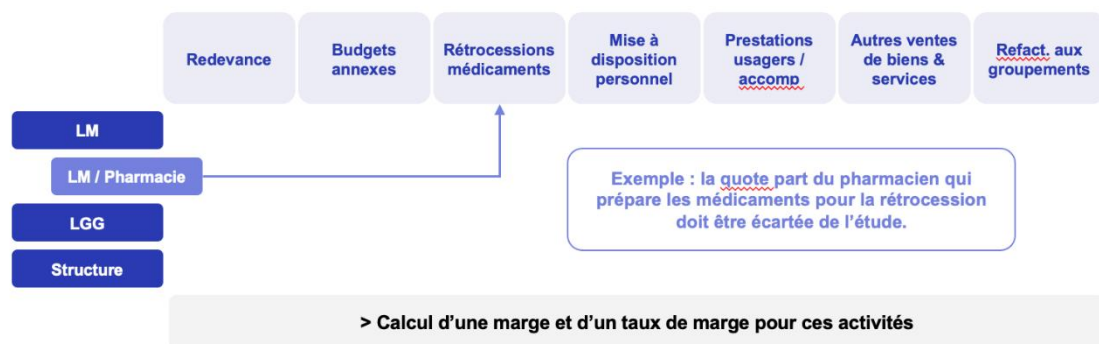 Redevance
Budgets
annexes
Rétrocessions
médicaments
Mise à
disposition
personnel
Prestations
usagers /
accomp
Autres ventes
de biens &
services
Refact. aux
groupements
LM
LM / Pharmacie
LGG
Structure
Exemple : la quote part du pharmacien qui
prépare les médicaments pour la rétrocession
doit être écartée de l’étude.
> Calcul d’une marge et d’un taux de marge pour ces activités